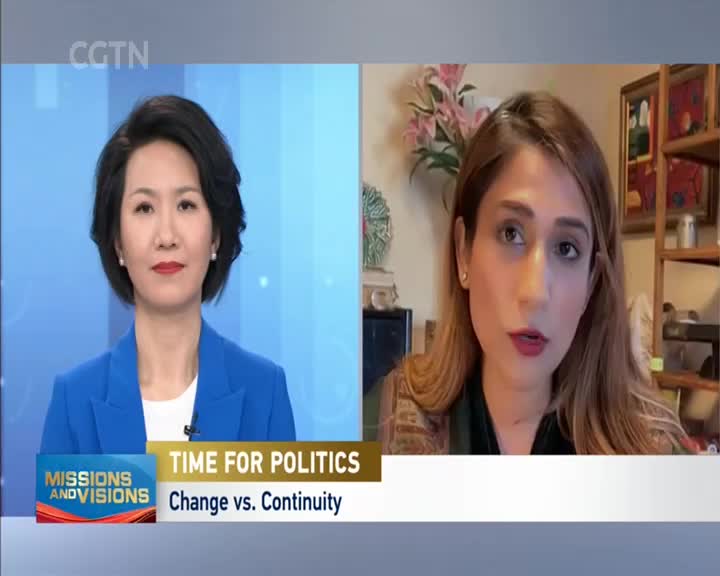 CGTN
TIME FOR POLITICS
MISSIONS
AND VISIONS
Change vs. Continuity